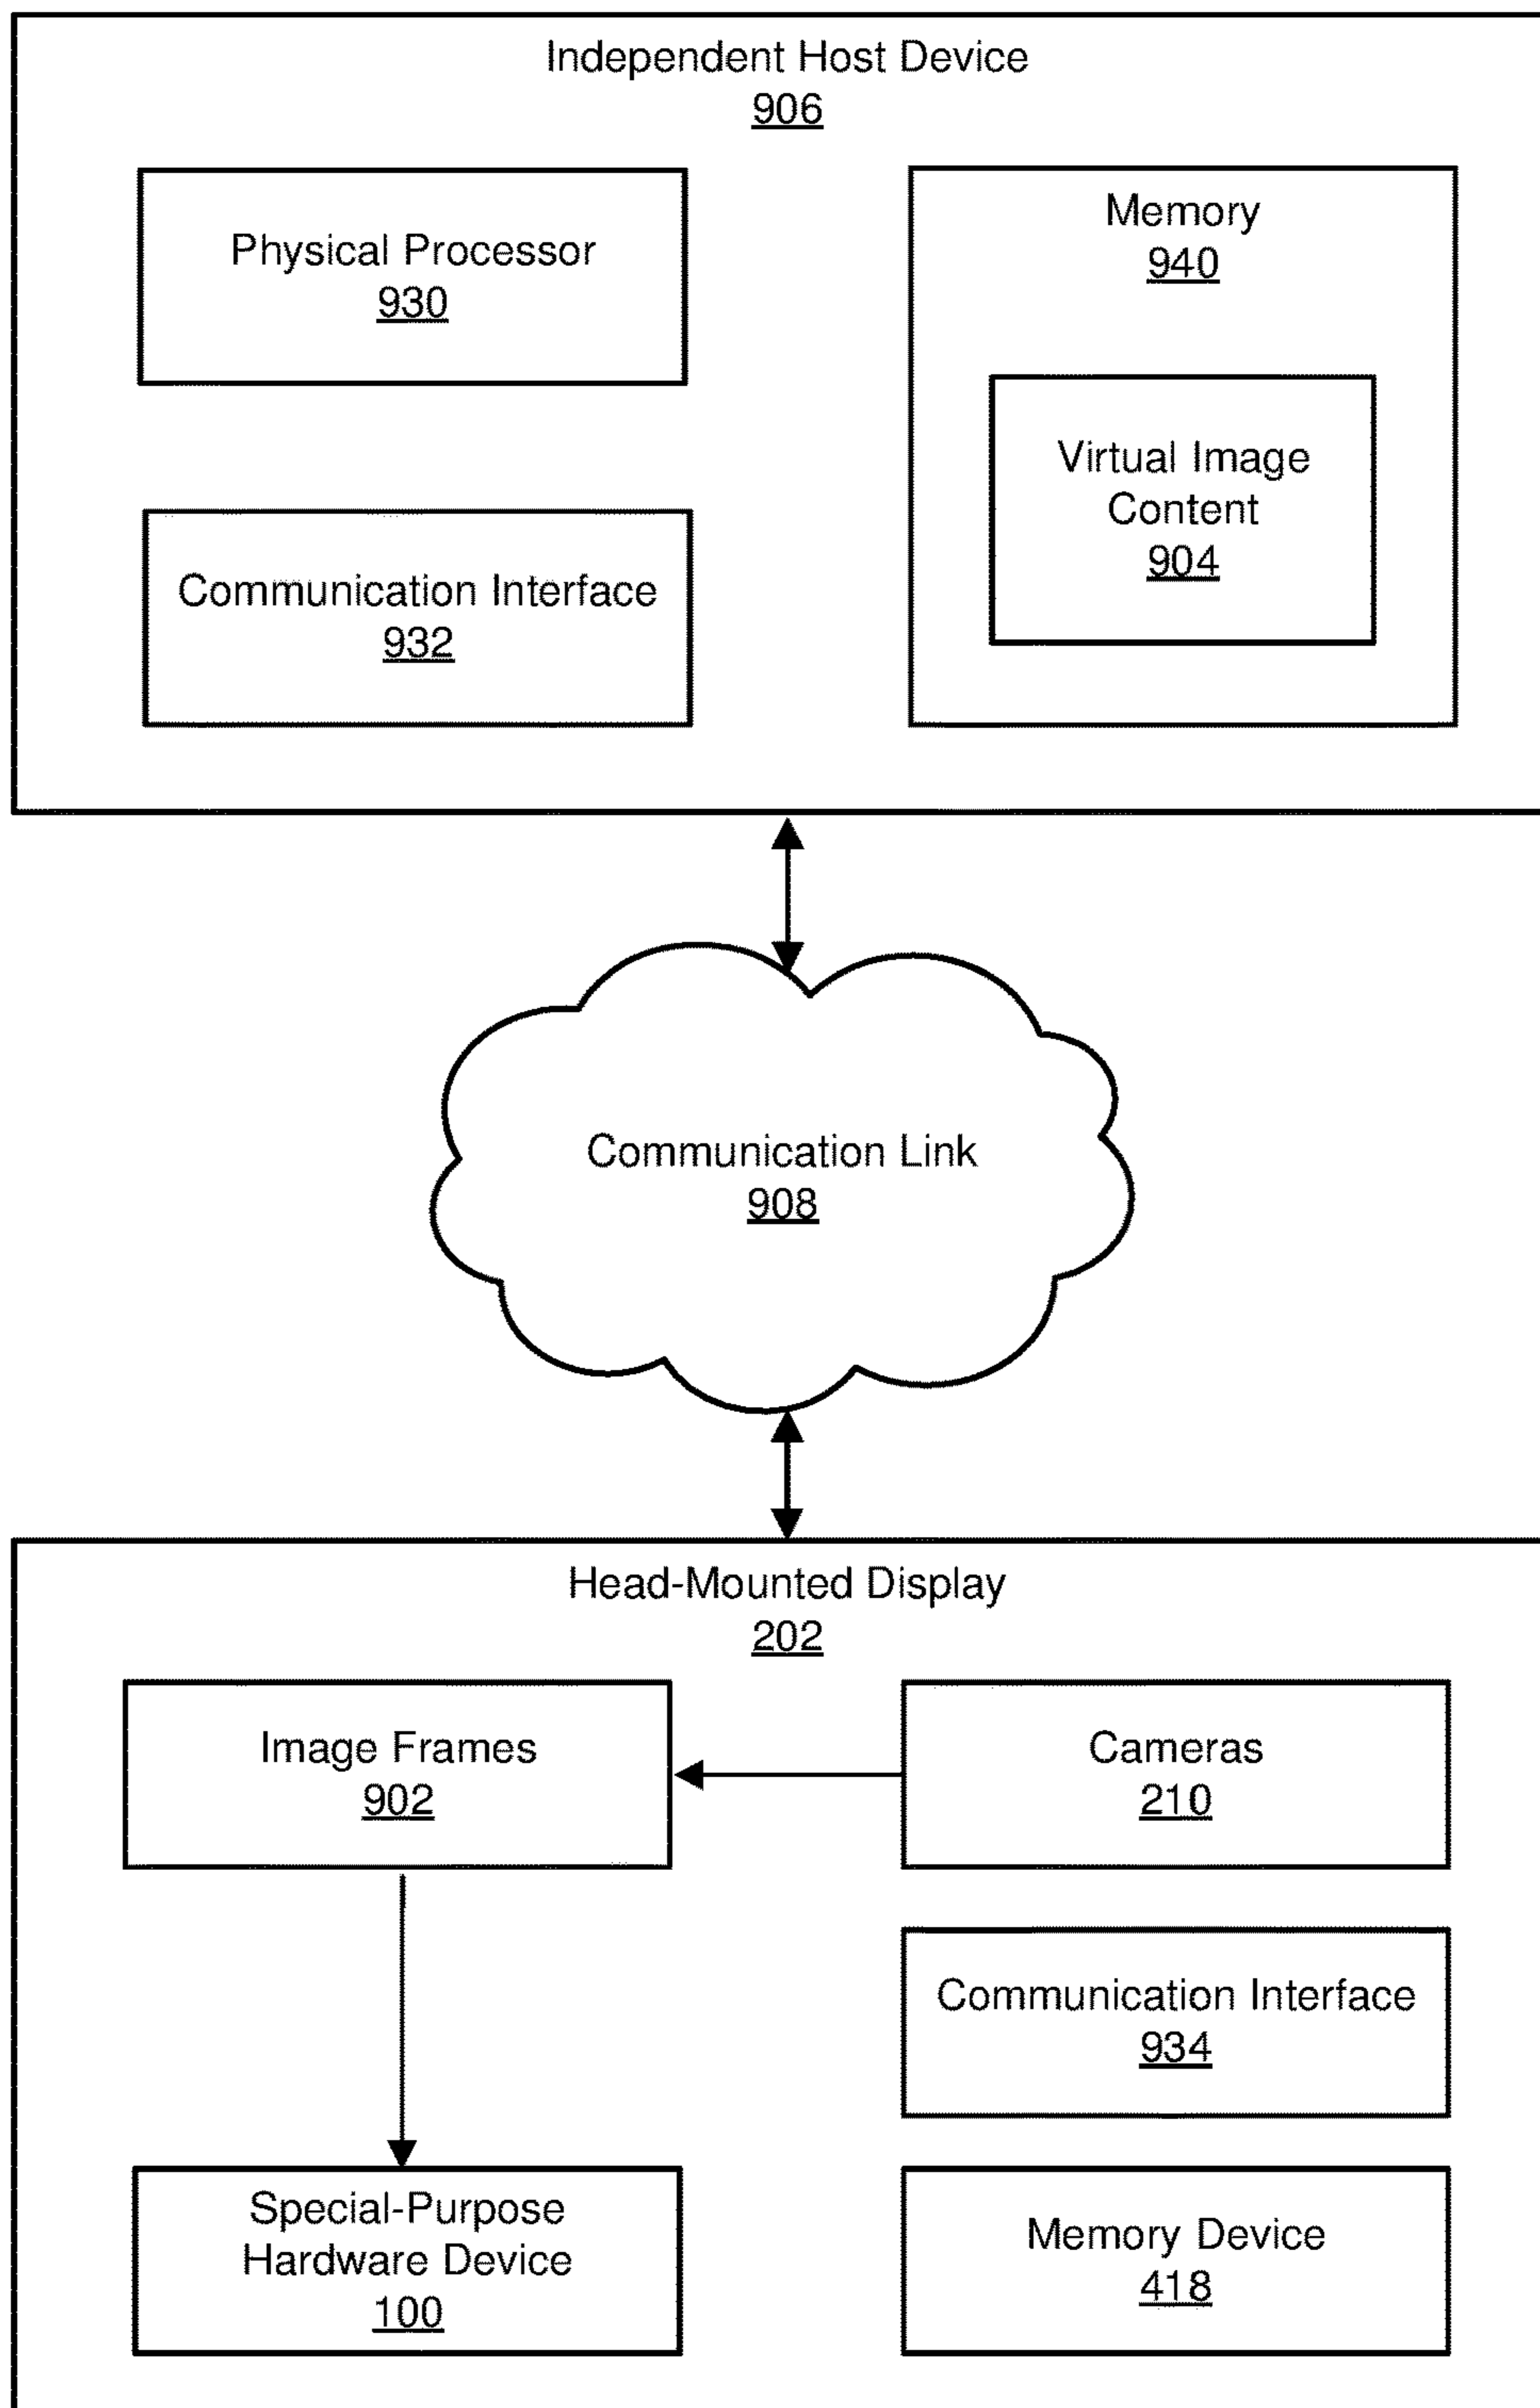 Independent Host Device
906
Physical Processor
930
Memory
940
Virtual Image
Content
904
Communication Interface
932
Communication Link
908
Head-Mounted Display
202
Image Frames
902
Cameras
210
Communication Interface
934
Special-Purpose
Hardware Device
100
Memory Device
418